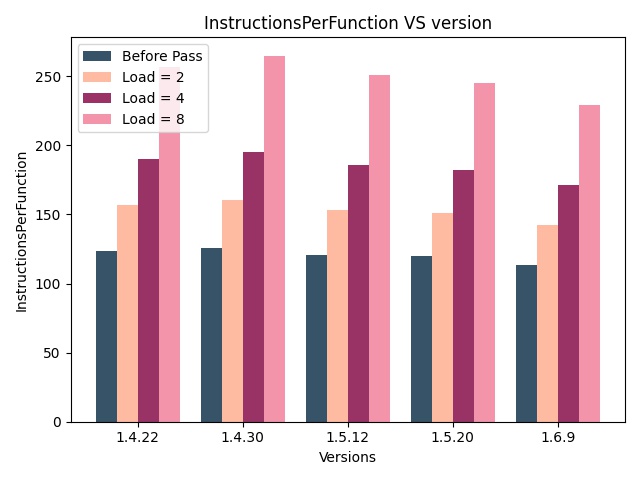 InstructionsPerFunction VS version
Before Pass
Load = 2
Load = 4
Load = 8
InstructionsPerFunction
250
200
150
100
50
0
1.4.22 1.4.30 1.5.12 1.5.20 1.6.9
Versions